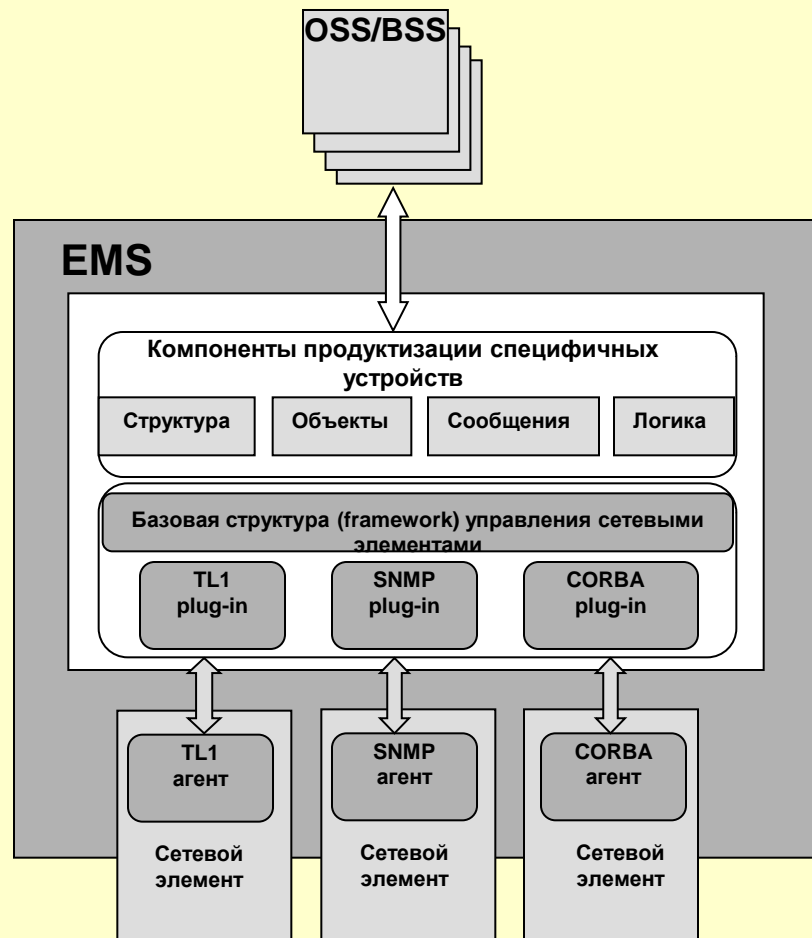 OSS/BSS
EMS
Компоненты продуктизации специфичных
устройств
Структура
Объекты
Сообщения
Логика
Базовая структура (framework) управления сетевыми
элементами
TL1
plug-in
SNMP
plug-in
CORBA
plug-in
TL1
агент
SNMP
агент
CORBA
агент
Сетевой
элемент
Сетевой
элемент
Сетевой
элемент